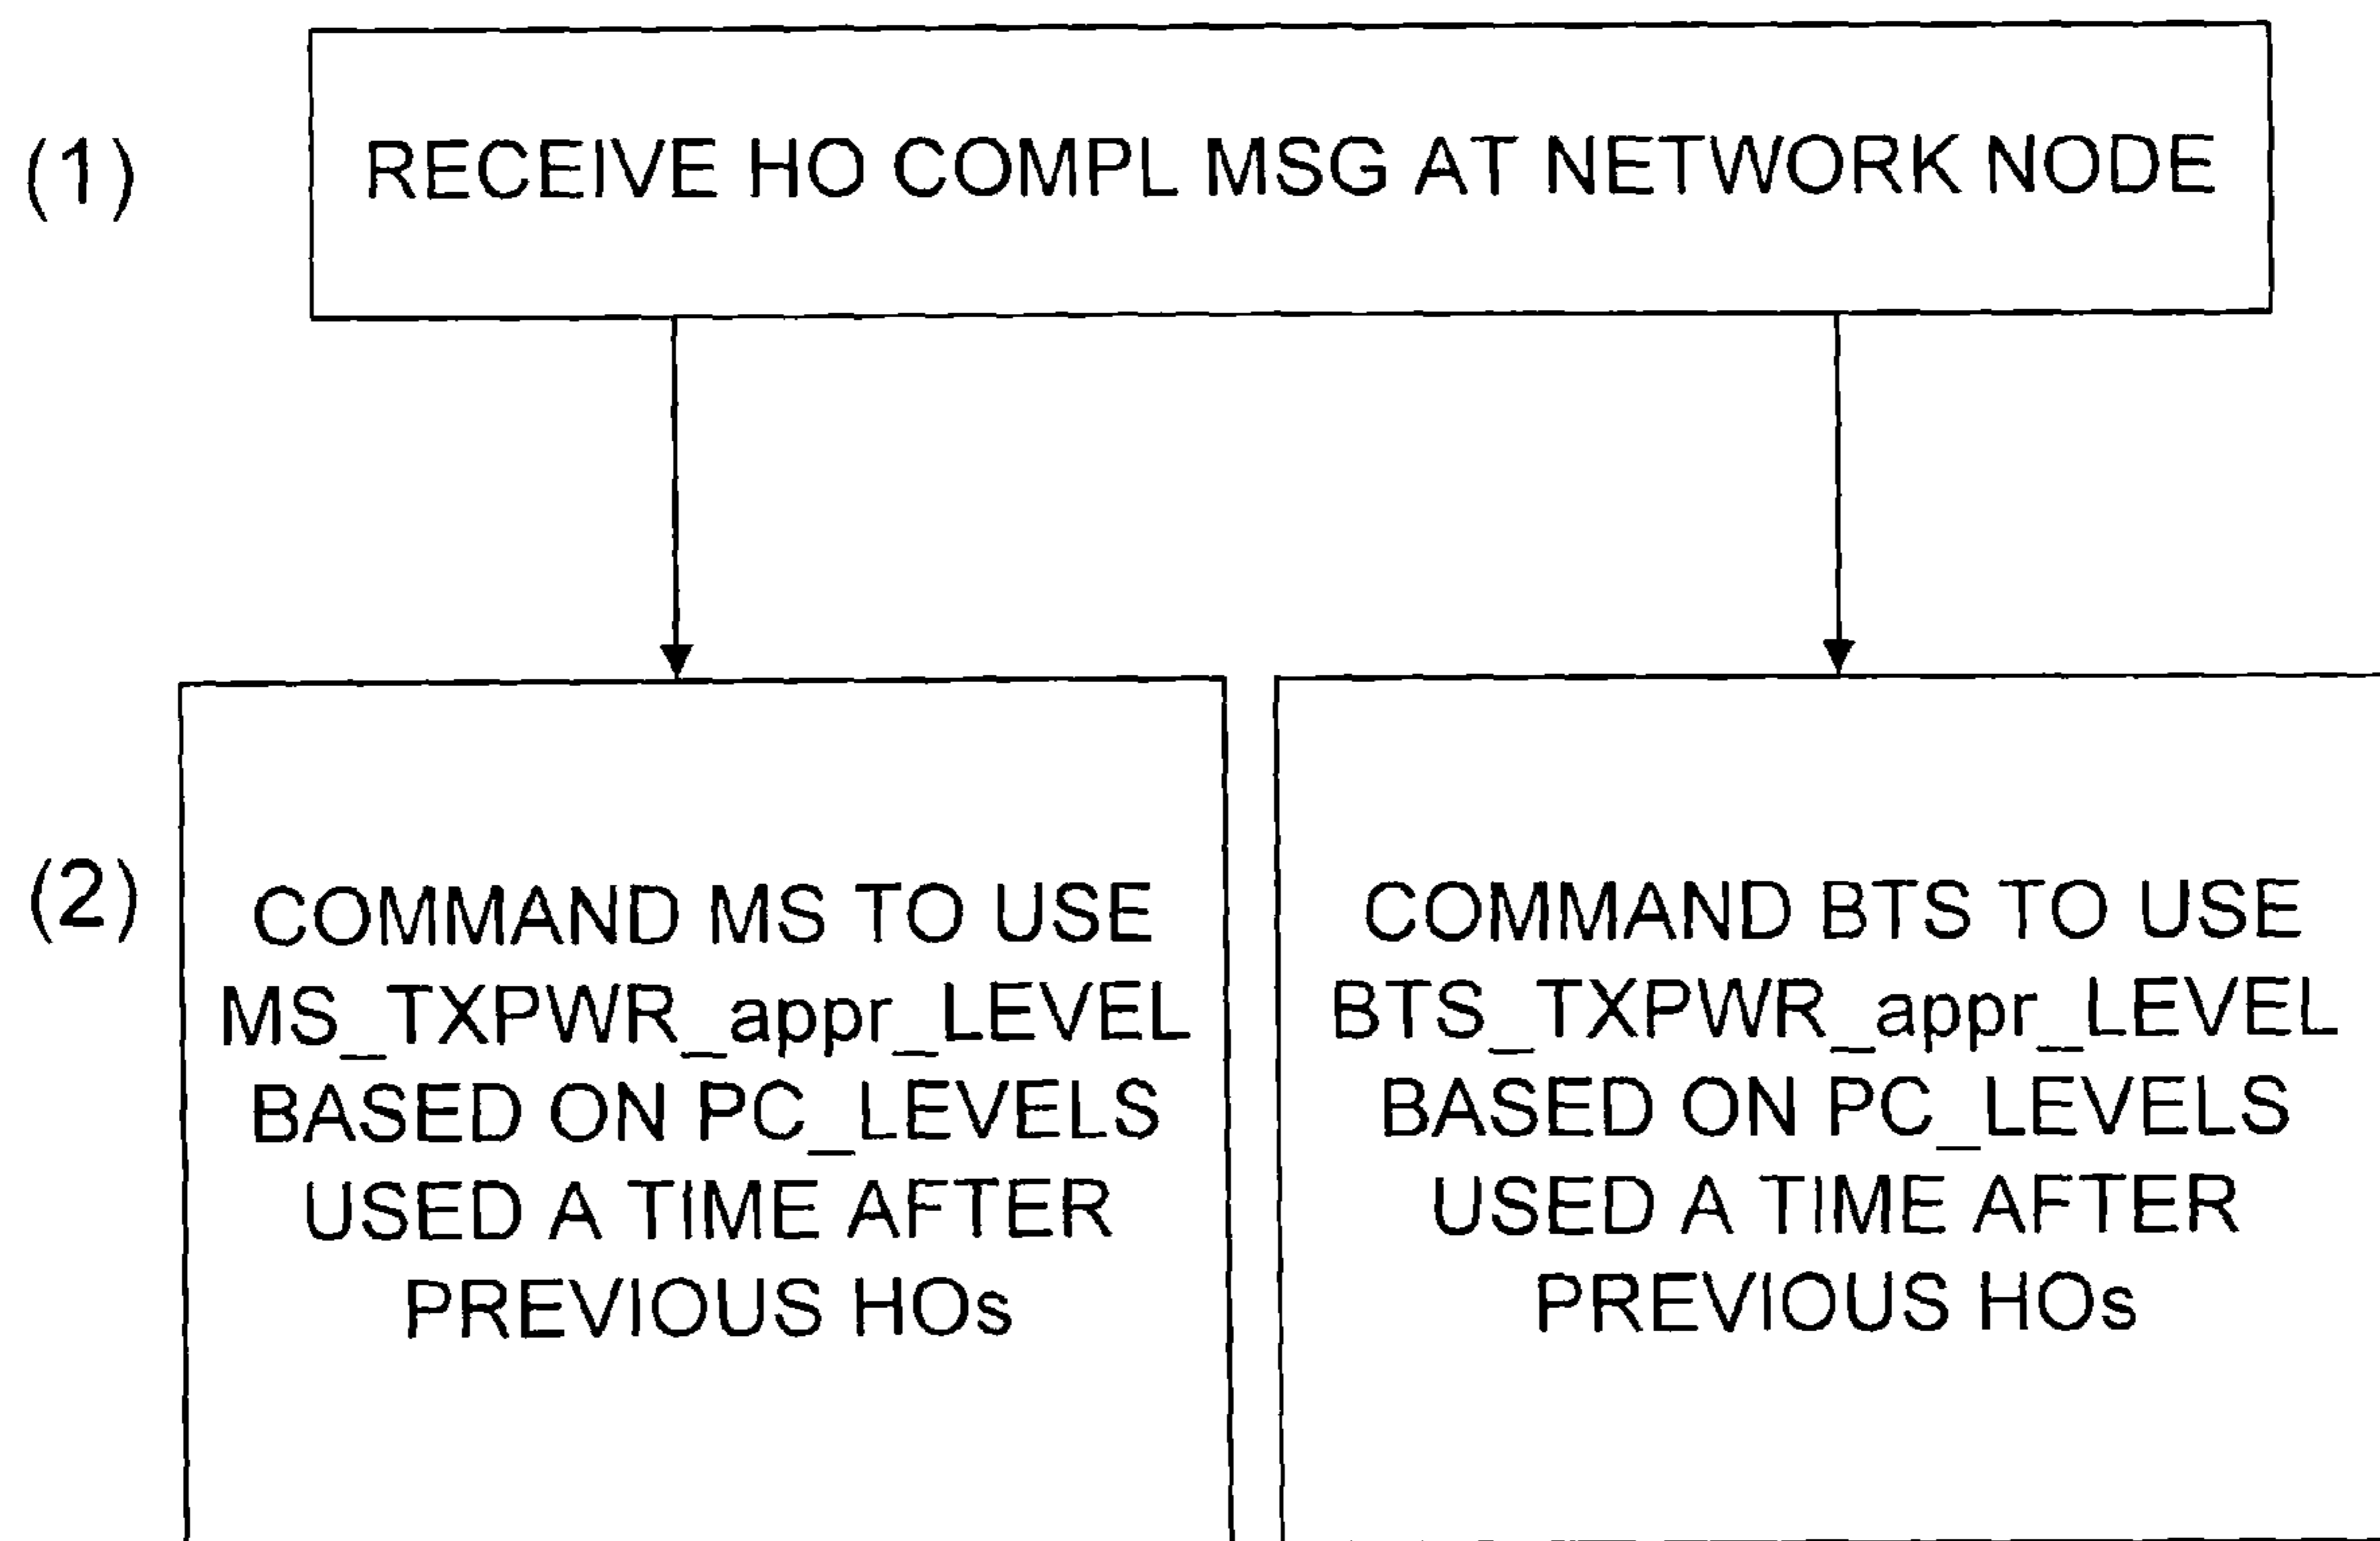 (1)
RECEIVE HO COMPL MSG AT NETWORK NODE
(2)
COMMAND MS TO USE
MS_TXPWR_appr_LEVEL
BASED ON PC_LEVELS
USED A TIME AFTER
PREVIOUS HOs
COMMAND BTS TO USE
BTS_TXPWR_appr_LEVEL
BASED ON PC_LEVELS
USED A TIME AFTER
PREVIOUS HOs